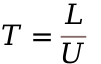 T = L/U